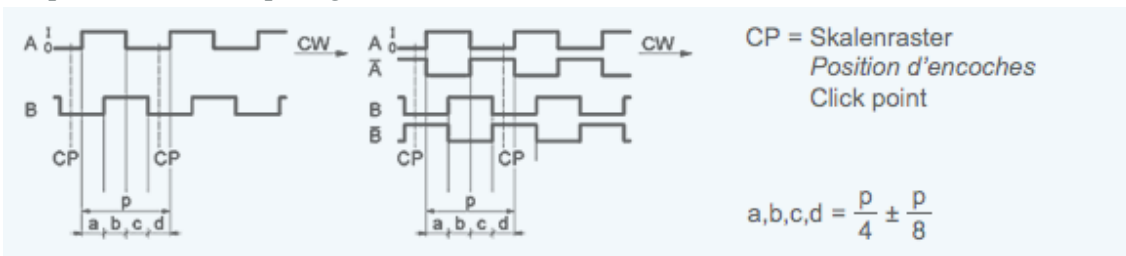 A I
0
CW
B
CP CP
p
a, b, c, d
A I
0
A̅
CW
B
B̅
CP CP
p
a, b, c, d
CP = Skalenraster
Position d'encoches
Click point
a,b,c,d = p/4 ± p/8